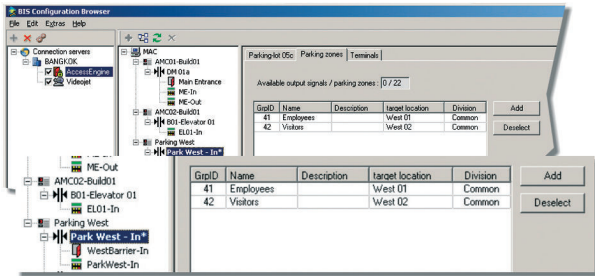 BIS Configuration Browser
File Edit Extras Help
Connection servers
BANGKOK
AccessEngine
Videojet
MAC
AMC01-Build01
DM 01a
Main Entrance
ME-In
ME-Out
AMC02-Build01
B01-Elevator 01
EL01-In
Parking West
Park West - In*
Parking-lot 05c Parking zones Terminals
Available output signals / parking zones: 0 / 22
GrpID Name Description target location Division
41 Employees West 01 Common
42 Visitors West 02 Common
Add
Deselect
ME-Out
AMC02-Build01
B01-Elevator 01
EL01-In
Parking West
Park West - In*
WestBarrier-In
ParkWest-In
GrpID Name Description target location Division
41 Employees West 01 Common
42 Visitors West 02 Common
Add
Deselect